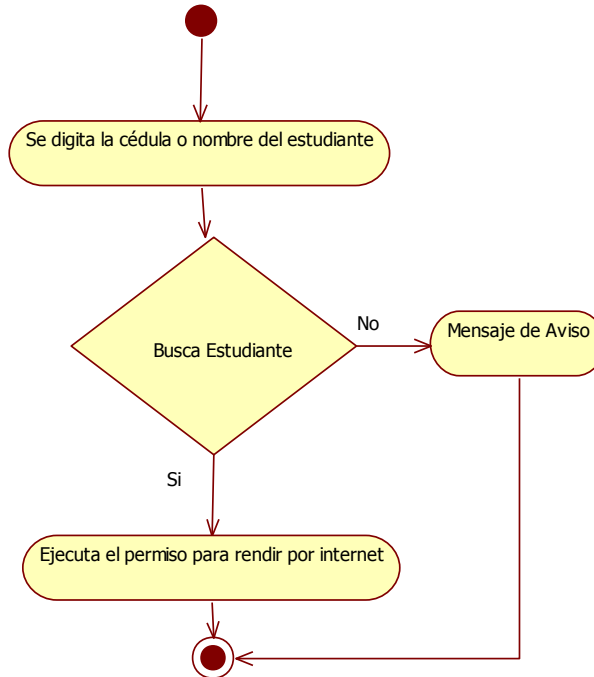 Se digita la cédula o nombre del estudiante
No
Busca Estudiante
Mensaje de Aviso
Si
Ejecuta el permiso para rendir por internet